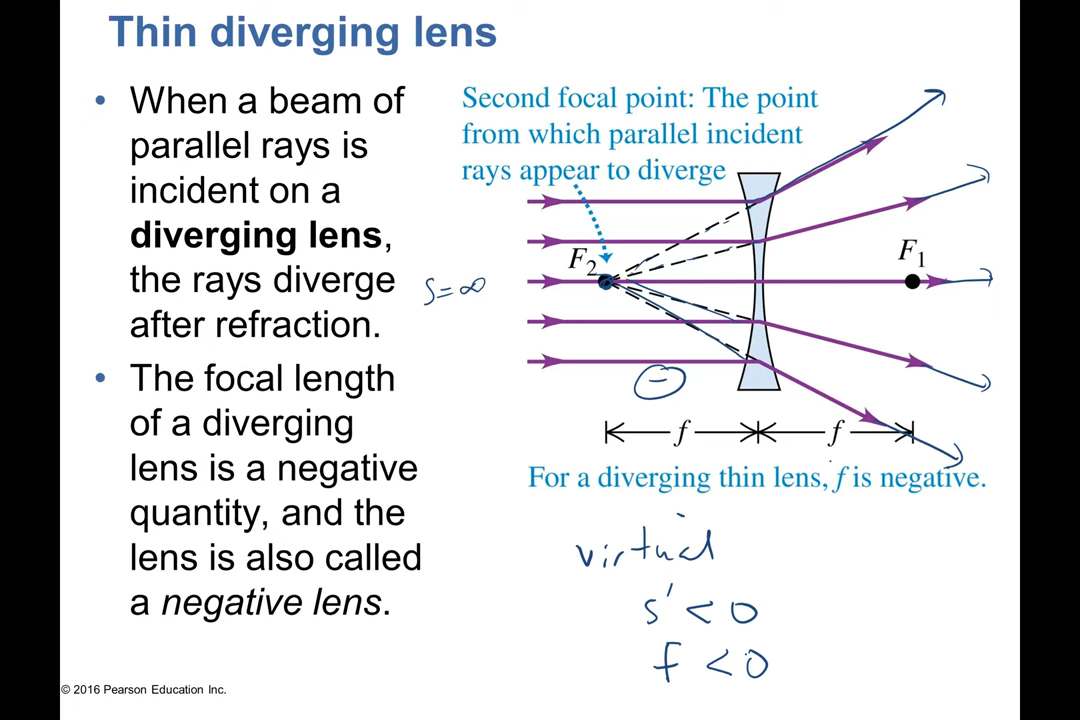 Thin diverging lens
• When a beam of
parallel rays is
incident on a
diverging lens,
the rays diverge
after refraction.
• The focal length
of a diverging
lens is a negative
quantity, and the
lens is also called
a negative lens.
Second focal point: The point
from which parallel incident
rays appear to diverge
F₂
F₁
s = ∞
−
f
f
For a diverging thin lens, f is negative.
virtual
s' < 0
f < 0
© 2016 Pearson Education Inc.